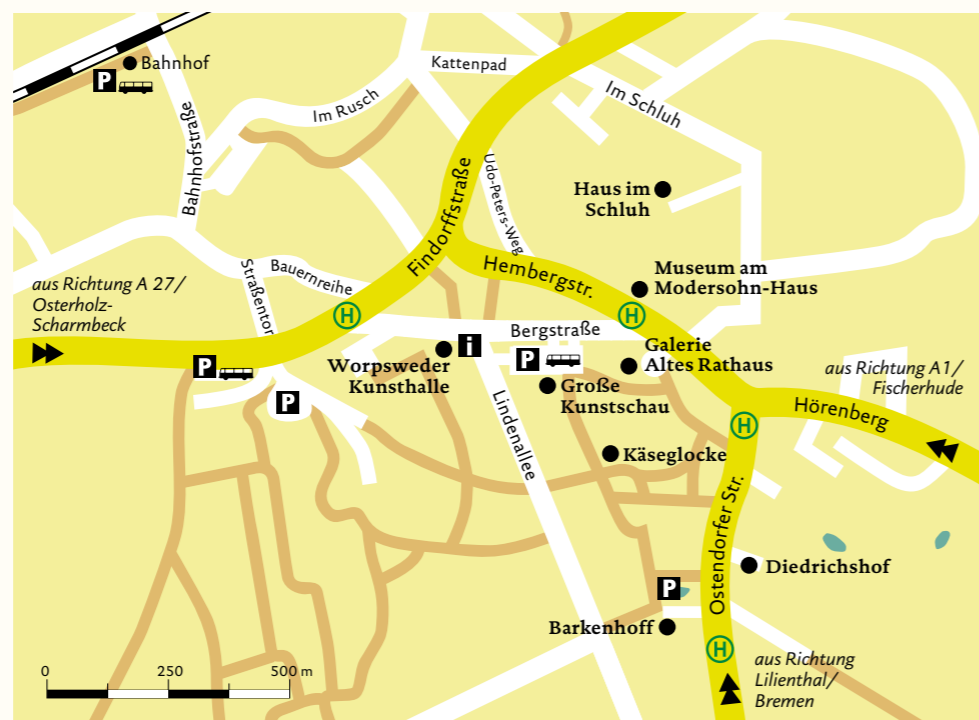 Bahnhof
P
Kattenpad
Im Rusch
Im Schluh
Bahnhofstraße
Udo-Peters-Weg
Haus im
Schluh
Findorffstraße
Straßentor
Bauernreihe
Hembergstr.
Museum am
Modersohn-Haus
aus Richtung A 27/
Osterholz-
Scharmbeck
H
H
Bergstraße
i
P
Worpsweder
Kunsthalle
Galerie
Altes Rathaus
P
Große
Kunstschau
aus Richtung A1/
Fischerhude
P
Lindenallee
Hörenberg
H
Käseglocke
Ostendorfer Str.
Diedrichshof
P
Barkenhoff
H
aus Richtung
Lilienthal/
Bremen
0 250 500 m